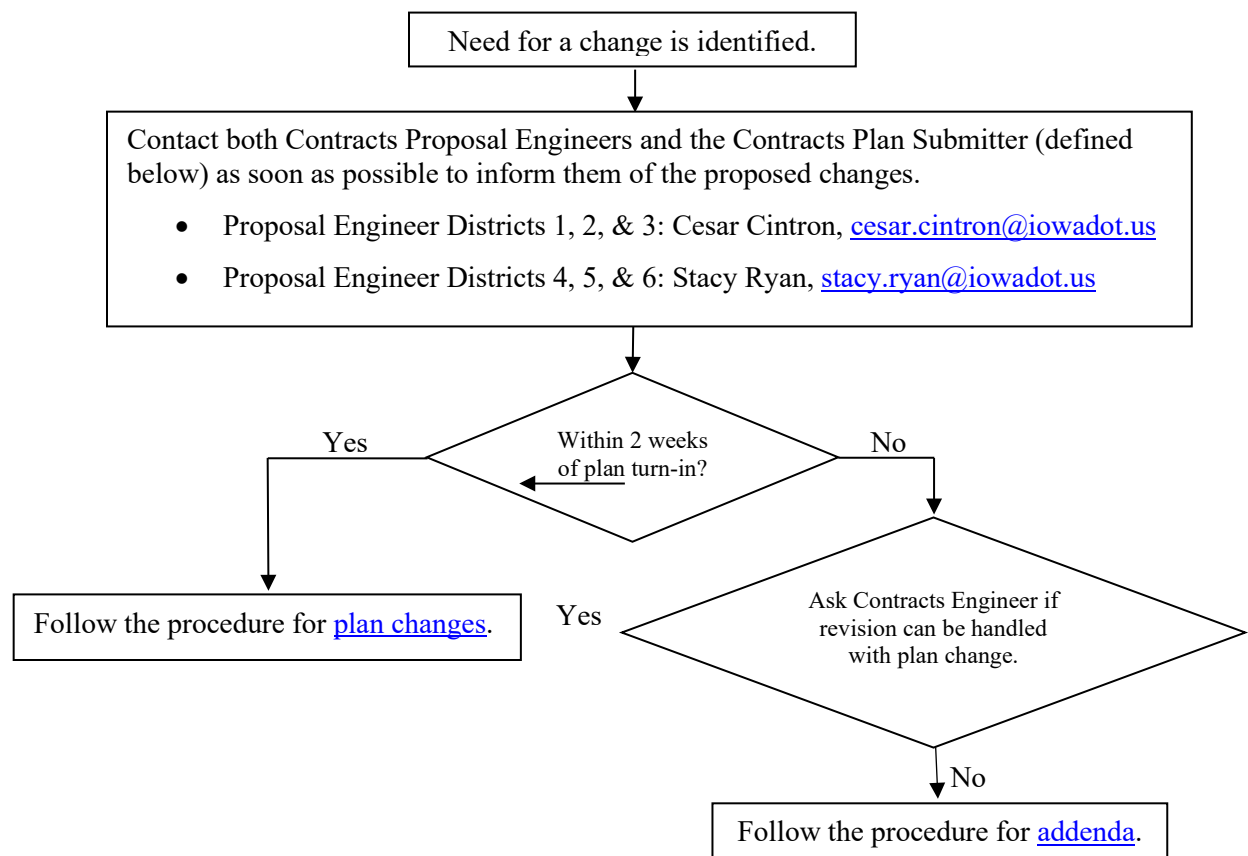 Need for a change is identified.
Contact both Contracts Proposal Engineers and the Contracts Plan Submitter (defined
below) as soon as possible to inform them of the proposed changes.
• Proposal Engineer Districts 1, 2, & 3: Cesar Cintron, cesar.cintron@iowadot.us
• Proposal Engineer Districts 4, 5, & 6: Stacy Ryan, stacy.ryan@iowadot.us
Yes
Within 2 weeks
of plan turn-in?
No
Follow the procedure for plan changes.
Yes
Ask Contracts Engineer if
revision can be handled
with plan change.
No
Follow the procedure for addenda.